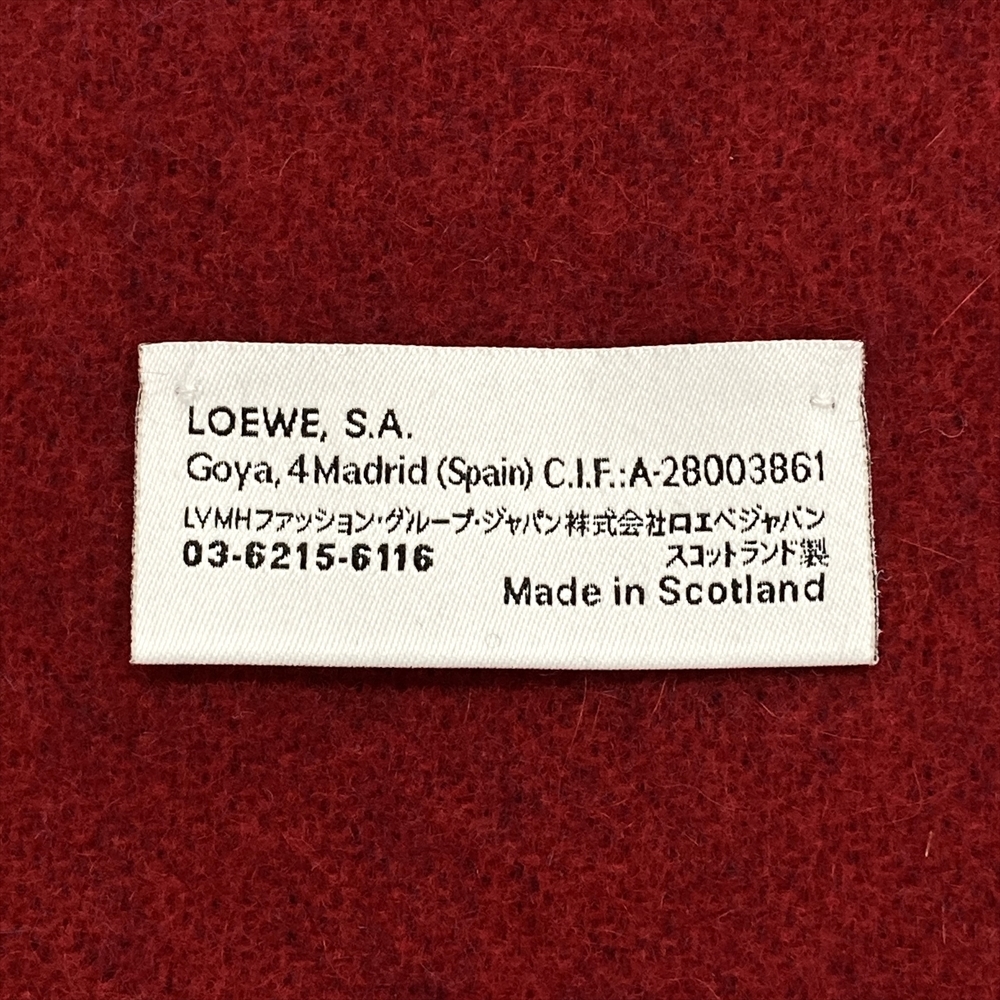 LOEWE, S.A.
Goya, 4 Madrid (Spain) C.I.F.:A-28003861
LVMHファッション・グループ・ジャパン株式会社ロエベジャパン
03-6215-6116 スコットランド製
Made in Scotland